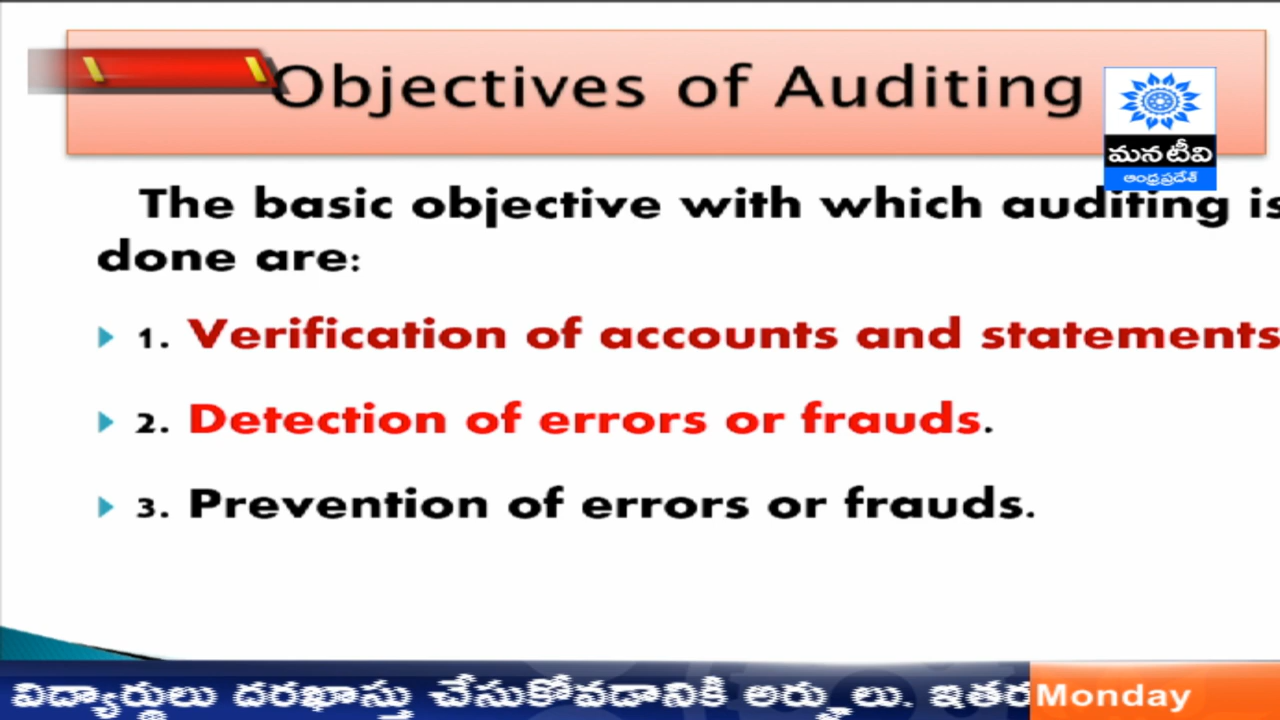 Objectives of Auditing
మన టీవి
ఆంధ్రప్రదేశ్
The basic objective with which auditing is
done are:
1. Verification of accounts and statements
2. Detection of errors or frauds.
3. Prevention of errors or frauds.
విద్యార్థులు దరఖాస్తు చేసుకోవడానికి అర్హులు. ఇతర
Monday